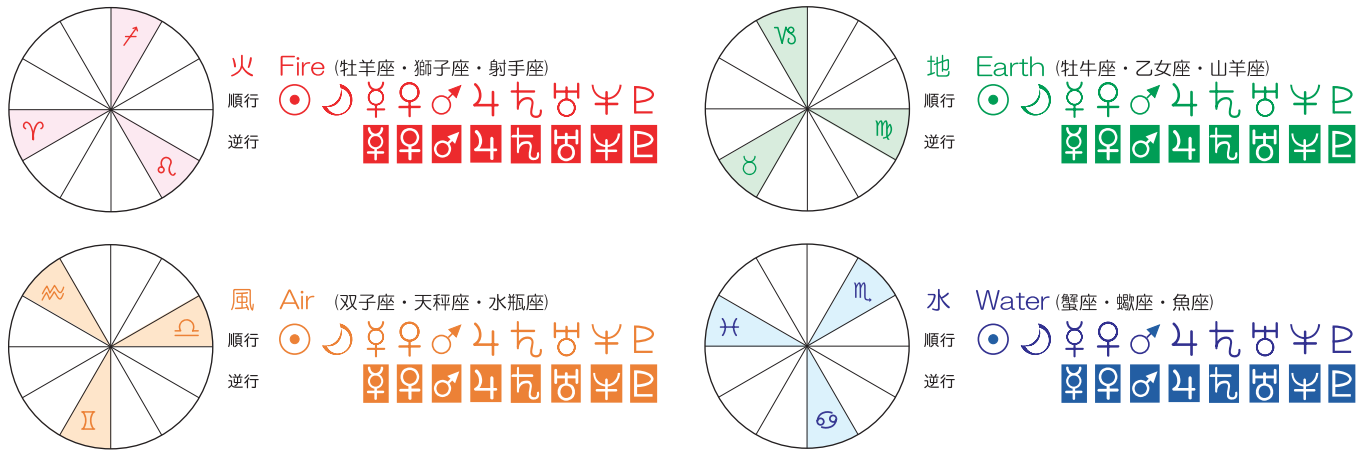 ♐
♈
♌
火 Fire (牡羊座・獅子座・射手座)
順行 ☉ ☽ ☿ ♀ ♂ ♃ ♄ ♅ ♆ ♇
逆行 ☿ ♀ ♂ ♃ ♄ ♅ ♆ ♇
♑
♍
♉
地 Earth (牡牛座・乙女座・山羊座)
順行 ☉ ☽ ☿ ♀ ♂ ♃ ♄ ♅ ♆ ♇
逆行 ☿ ♀ ♂ ♃ ♄ ♅ ♆ ♇
♒
♎
♊
風 Air (双子座・天秤座・水瓶座)
順行 ☉ ☽ ☿ ♀ ♂ ♃ ♄ ♅ ♆ ♇
逆行 ☿ ♀ ♂ ♃ ♄ ♅ ♆ ♇
♏
♓
♋
水 Water (蟹座・蠍座・魚座)
順行 ☉ ☽ ☿ ♀ ♂ ♃ ♄ ♅ ♆ ♇
逆行 ☿ ♀ ♂ ♃ ♄ ♅ ♆ ♇